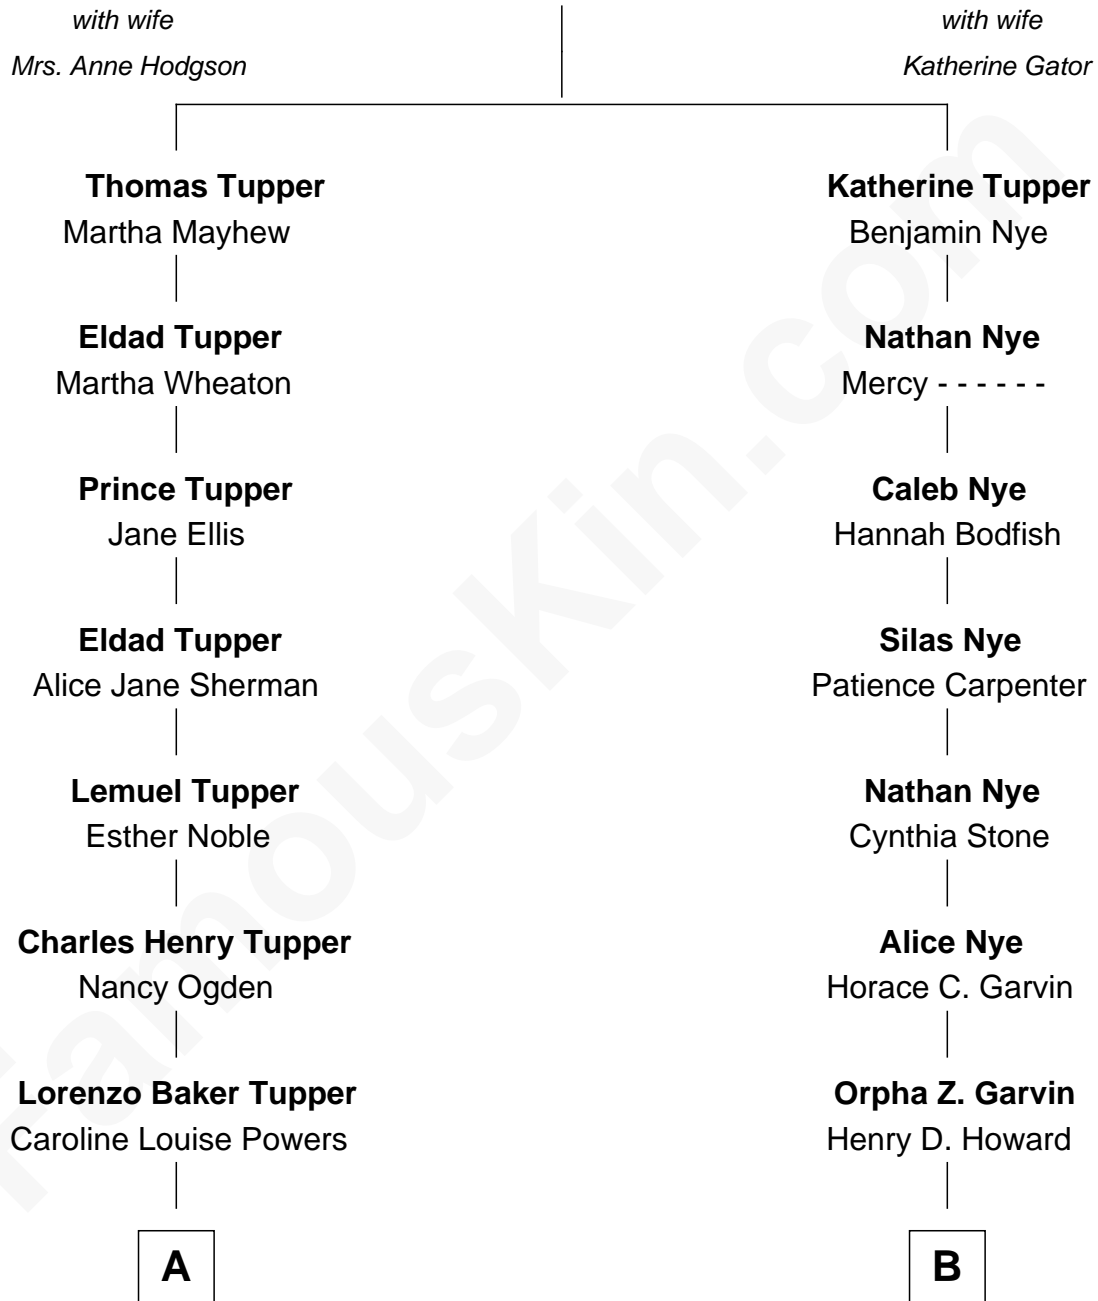 with wife
Mrs. Anne Hodgson
with wife
Katherine Gator
Thomas Tupper
Martha Mayhew
Katherine Tupper
Benjamin Nye
Eldad Tupper
Martha Wheaton
Nathan Nye
Mercy - - - - - -
Prince Tupper
Jane Ellis
Caleb Nye
Hannah Bodfish
Eldad Tupper
Alice Jane Sherman
Silas Nye
Patience Carpenter
Lemuel Tupper
Esther Noble
Nathan Nye
Cynthia Stone
Charles Henry Tupper
Nancy Ogden
Alice Nye
Horace C. Garvin
Lorenzo Baker Tupper
Caroline Louise Powers
Orpha Z. Garvin
Henry D. Howard
A
B
FamousKin.com